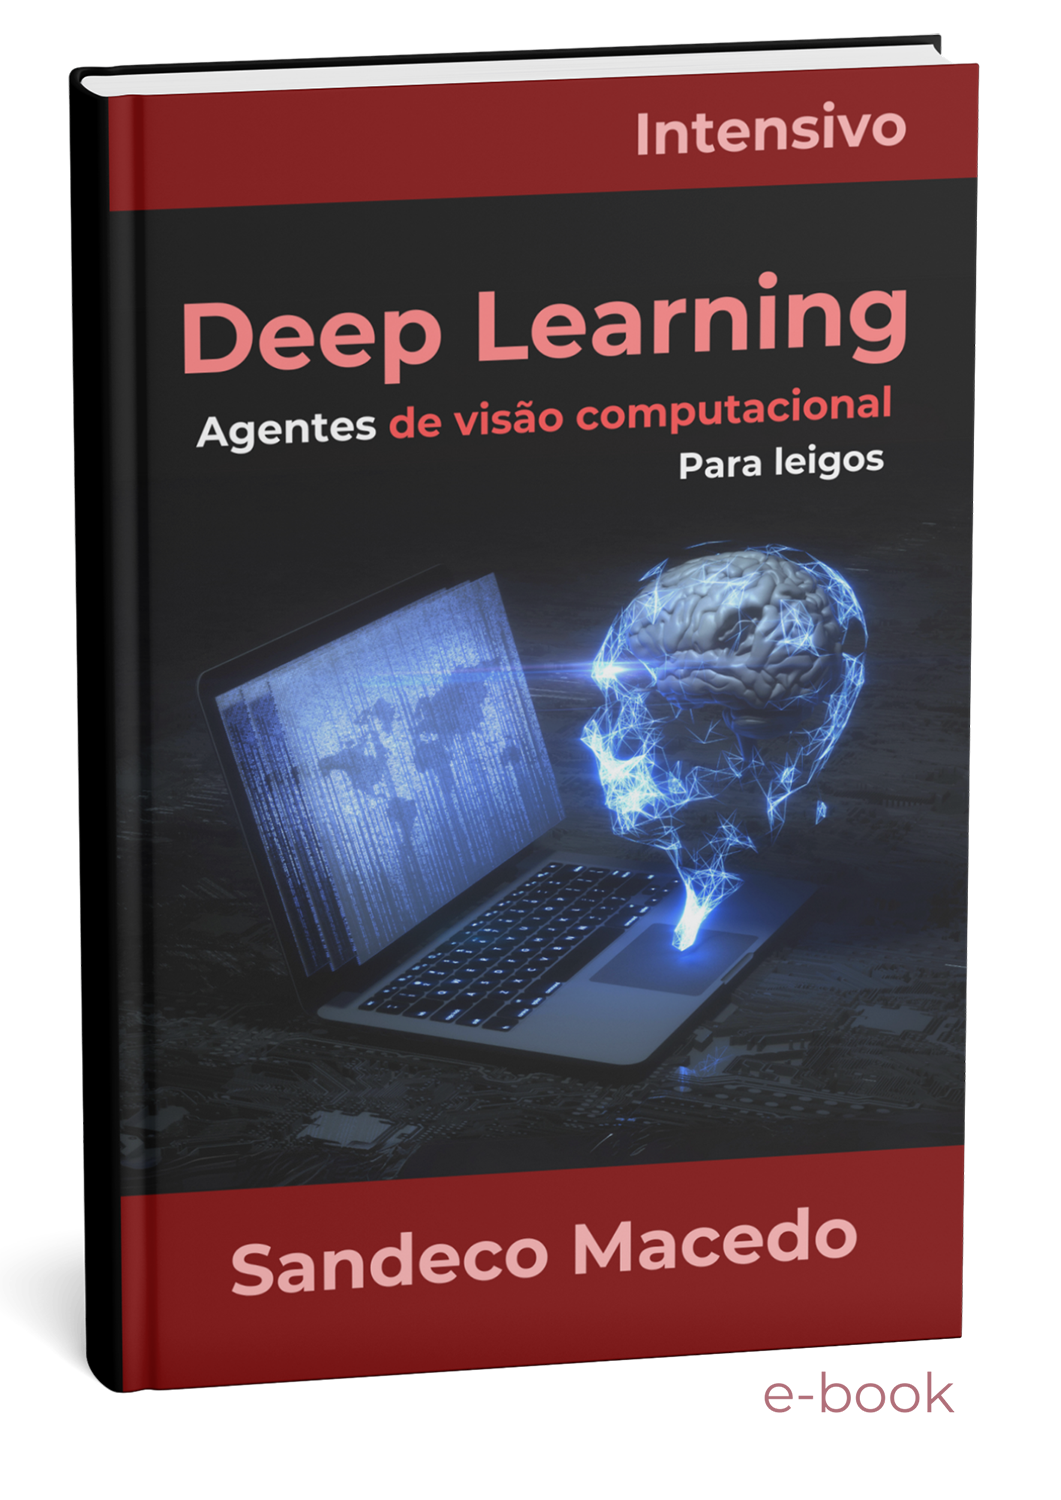 Intensivo
Deep Learning
Agentes de visão computacional
Para leigos
Sandeco Macedo
e-book